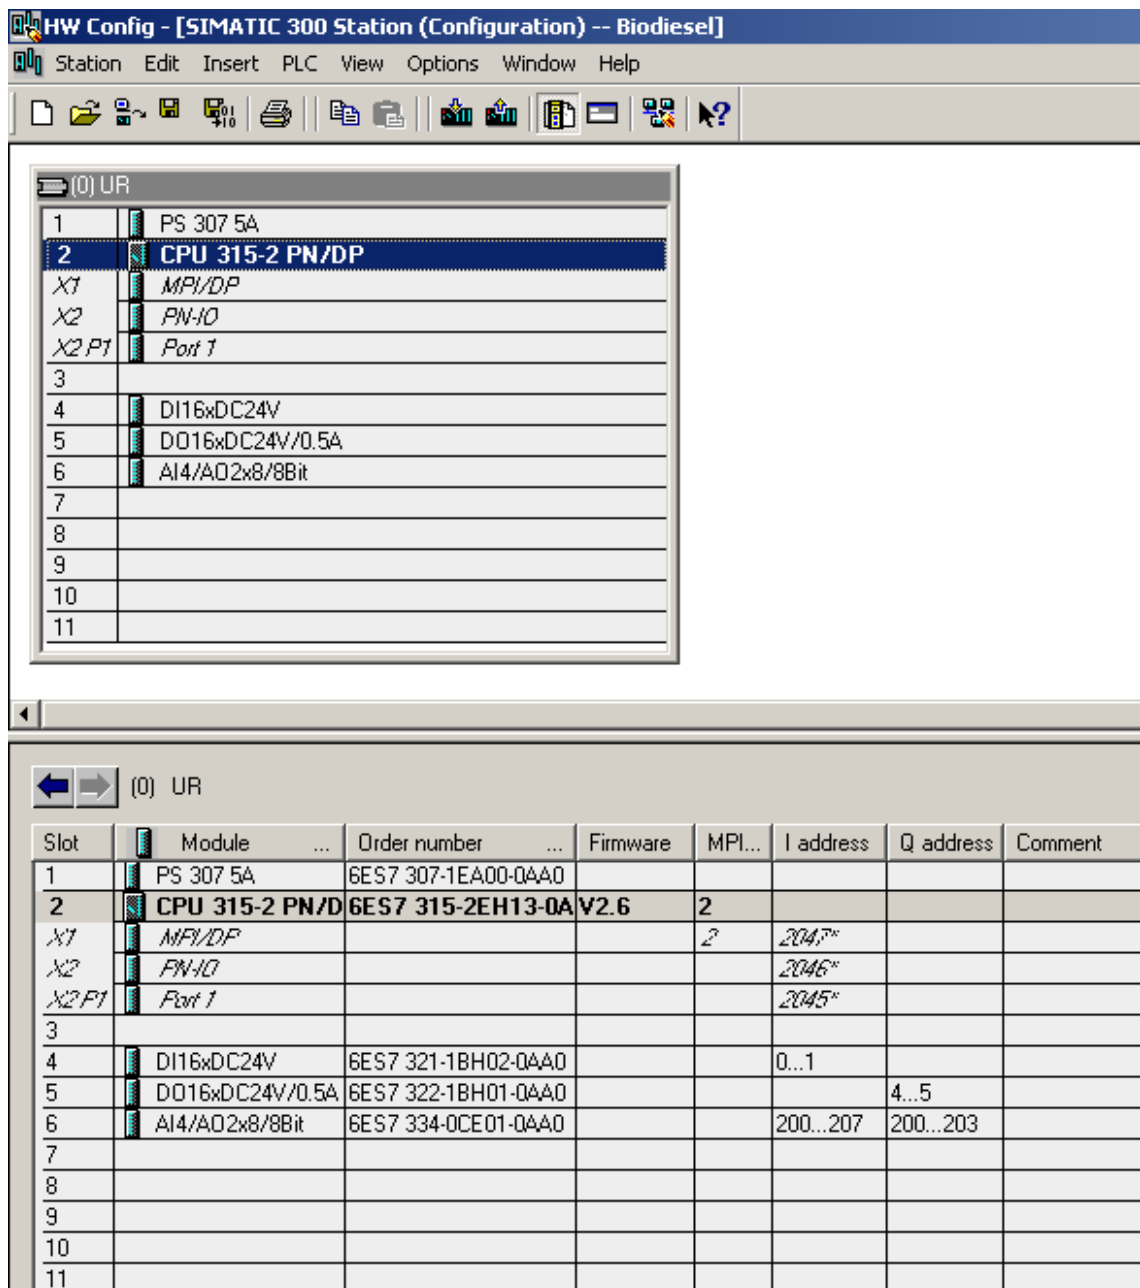 HW Config - [SIMATIC 300 Station (Configuration) -- Biodiesel]
Station Edit Insert PLC View Options Window Help
(0) UR
1 PS 307 5A
2 CPU 315-2 PN/DP
X1 MPI/DP
X2 PN-IO
X2 P1 Port 1
3
4 DI16xDC24V
5 DO16xDC24V/0.5A
6 AI4/AO2x8/8Bit
7
8
9
10
11
(0) UR
Slot Module ... Order number ... Firmware MPI... I address Q address Comment
1 PS 307 5A 6ES7 307-1EA00-0AA0
2 CPU 315-2 PN/D 6ES7 315-2EH13-0A V2.6 2
X1 MPI/DP 2 2047*
X2 PN-IO 2046*
X2 P1 Port 1 2045*
3
4 DI16xDC24V 6ES7 321-1BH02-0AA0 0...1
5 DO16xDC24V/0.5A 6ES7 322-1BH01-0AA0 4...5
6 AI4/AO2x8/8Bit 6ES7 334-0CE01-0AA0 200...207 200...203
7
8
9
10
11